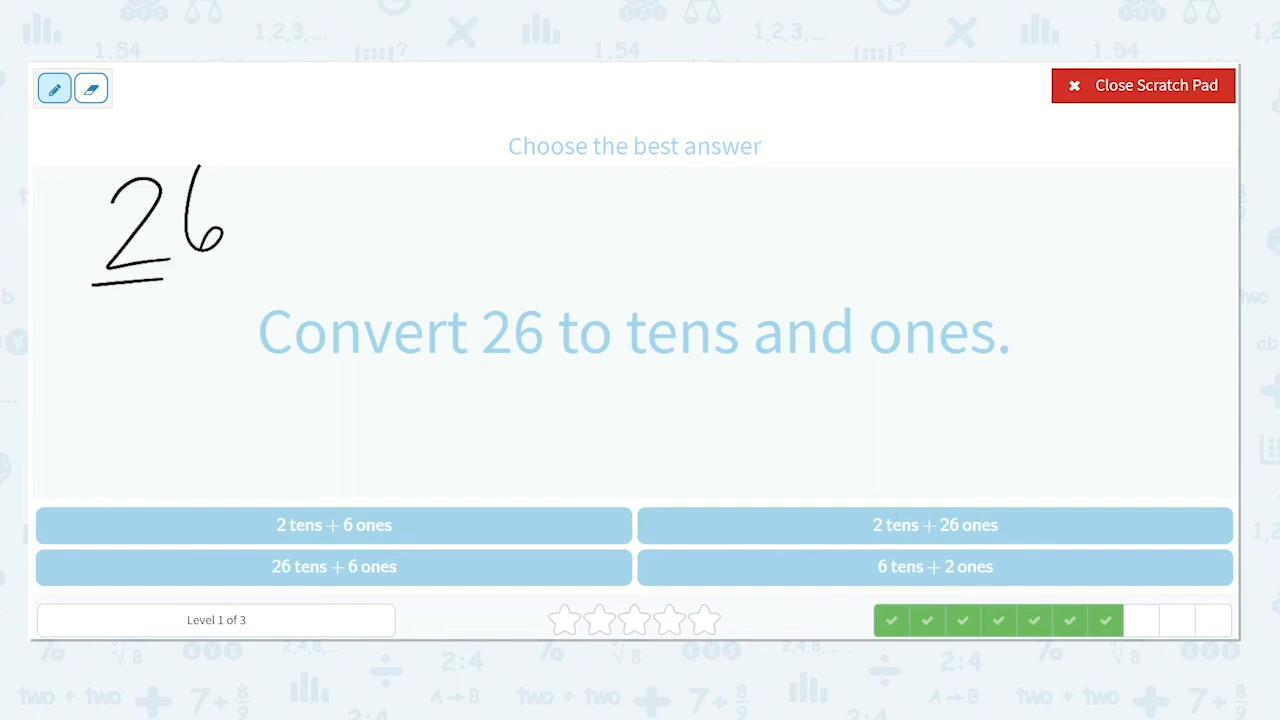 Close Scratch Pad
Choose the best answer
26
Convert 26 to tens and ones.
2 tens + 6 ones
2 tens + 26 ones
26 tens + 6 ones
6 tens + 2 ones
Level 1 of 3